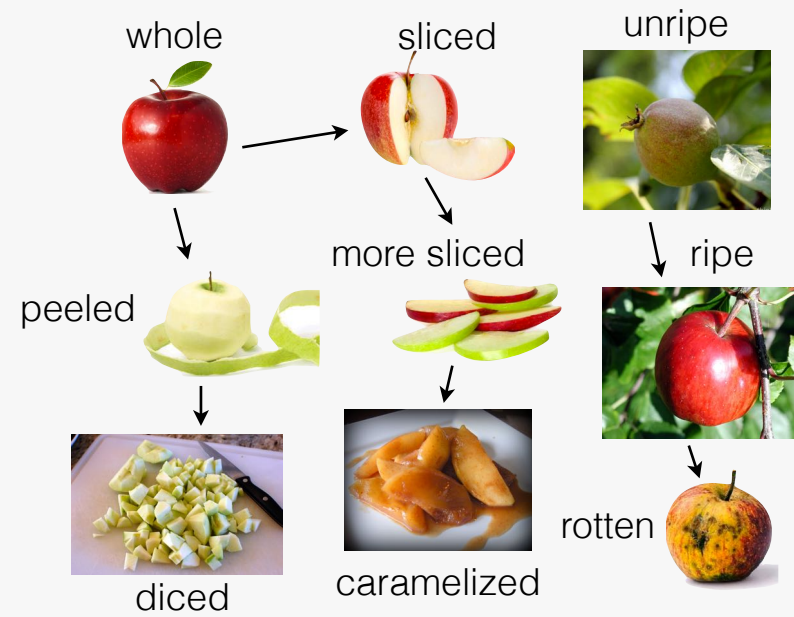 whole
sliced
unripe
more sliced
ripe
peeled
rotten
caramelized
diced